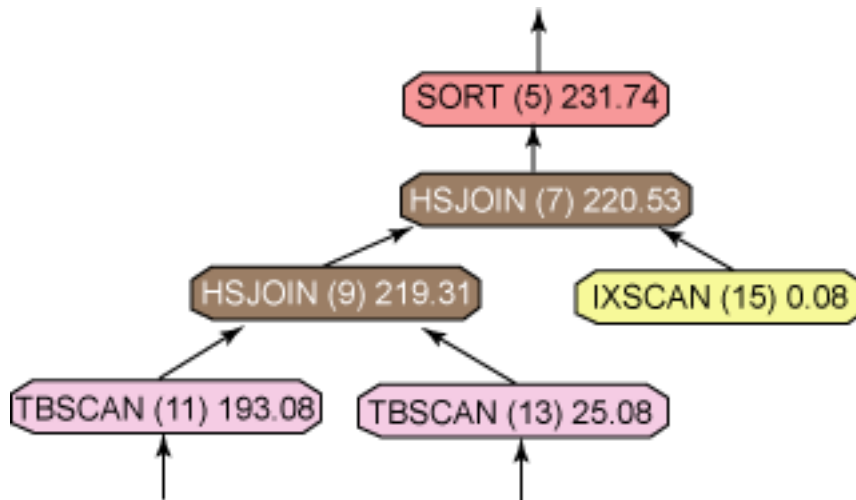 SORT (5) 231.74
HSJOIN (7) 220.53
HSJOIN (9) 219.31
IXSCAN (15) 0.08
TBSCAN (11) 193.08
TBSCAN (13) 25.08